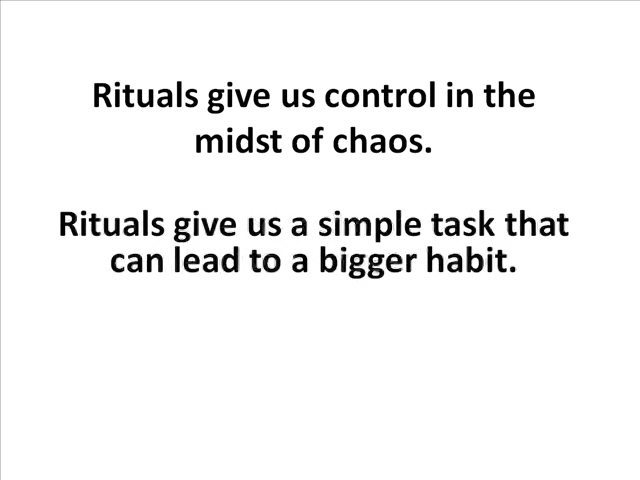 Rituals give us control in the
midst of chaos.
Rituals give us a simple task that
can lead to a bigger habit.